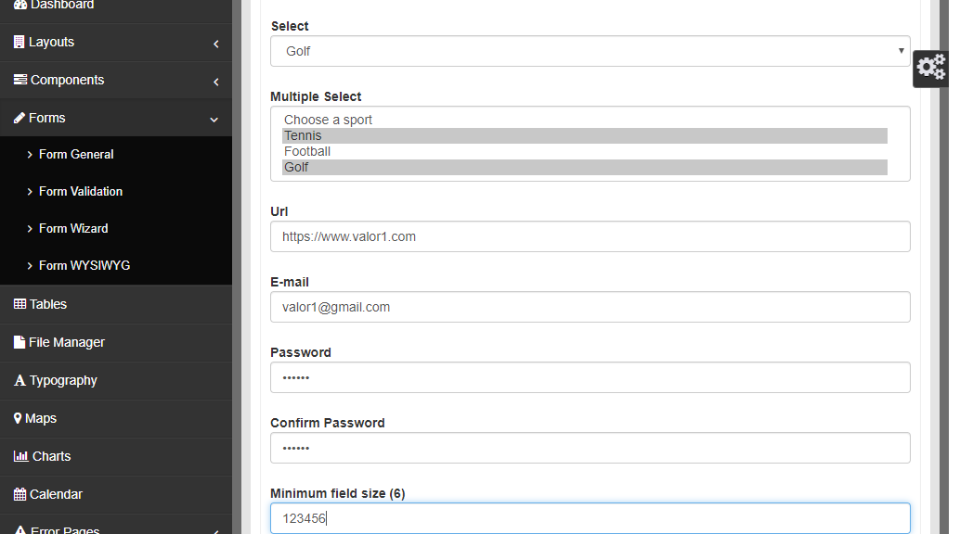 Dashboard
Layouts
Components
Forms
Form General
Form Validation
Form Wizard
Form WYSIWYG
Tables
File Manager
Typography
Maps
Charts
Calendar
Error Pages
Select
Golf
Multiple Select
Choose a sport
Tennis
Football
Golf
Url
https://www.valor1.com
E-mail
valor1@gmail.com
Password
••••••
Confirm Password
••••••
Minimum field size (6)
123456